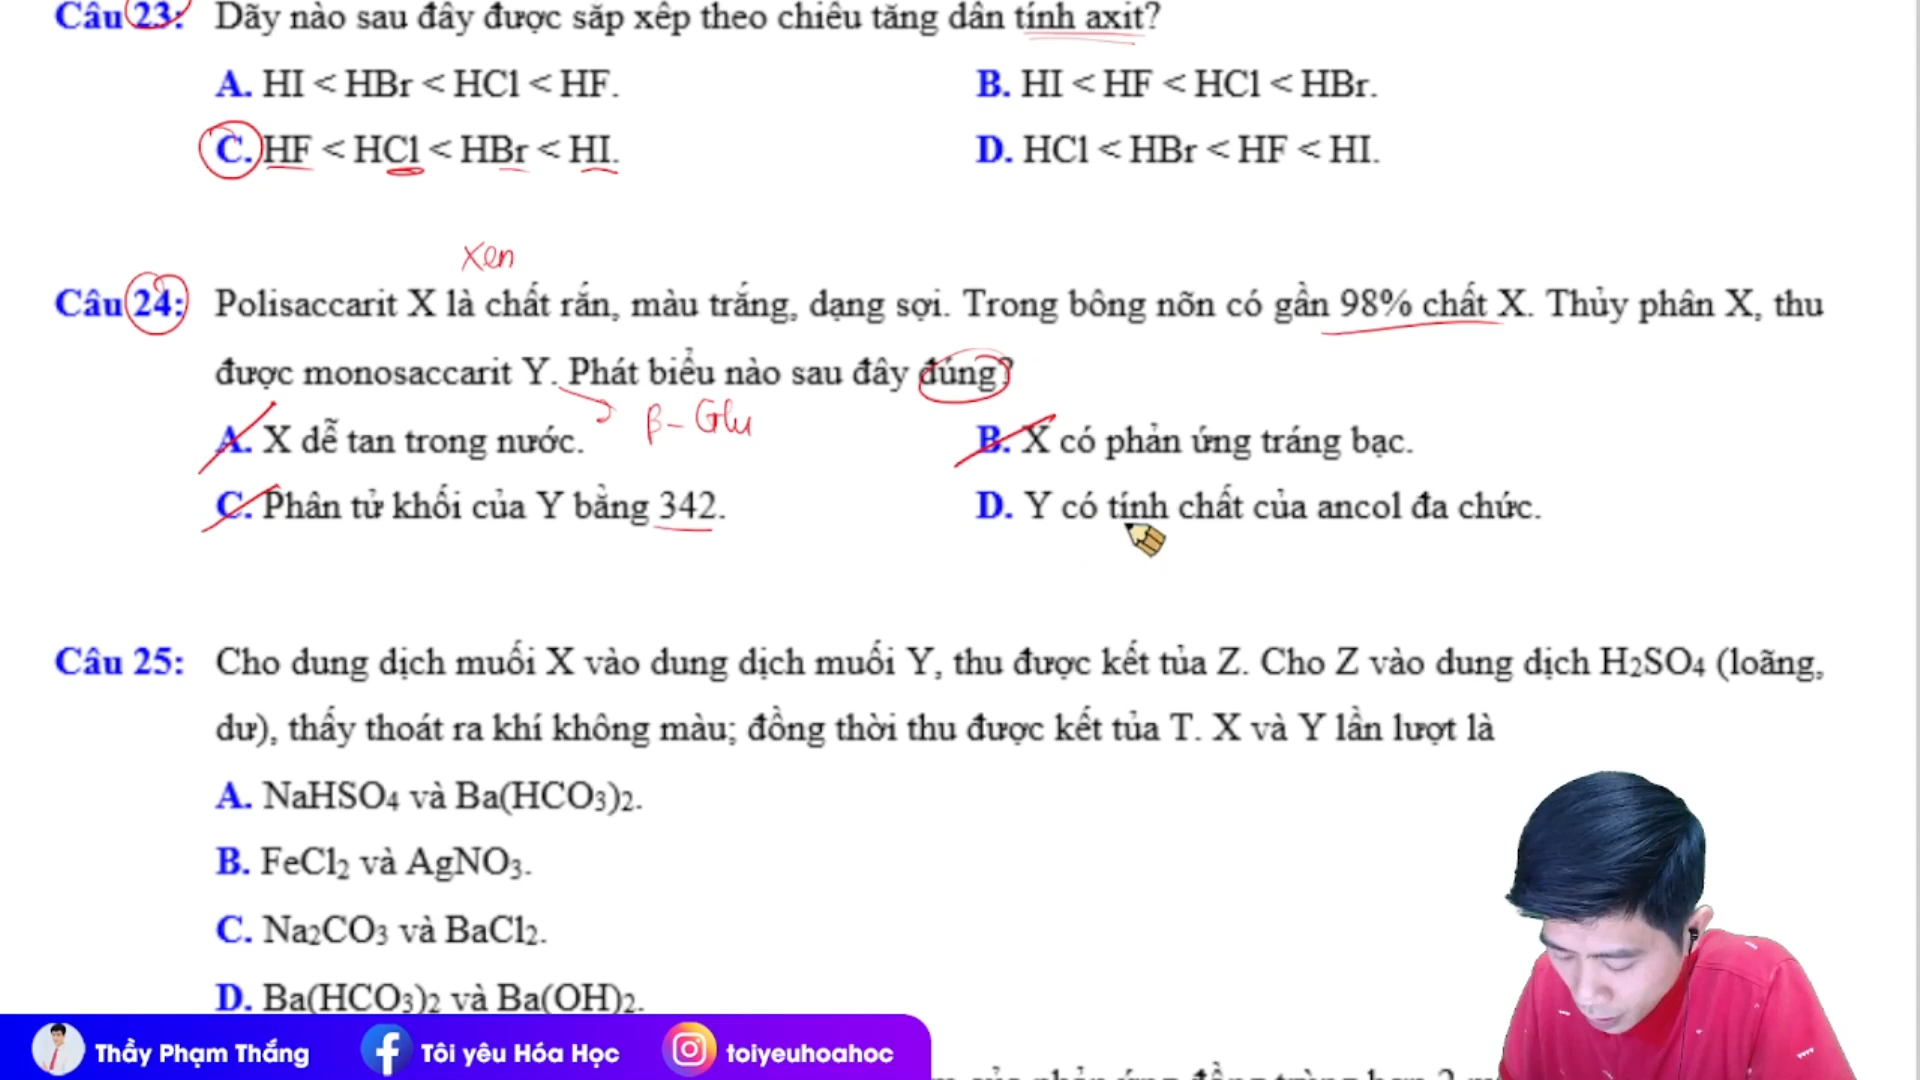 Câu 23: Dãy nào sau đây được sắp xếp theo chiều tăng dần tính axit?
A. HI < HBr < HCl < HF.
B. HI < HF < HCl < HBr.
C. HF < HCl < HBr < HI.
D. HCl < HBr < HF < HI.
Xen
Câu 24: Polisaccarit X là chất rắn, màu trắng, dạng sợi. Trong bông nõn có gần 98% chất X. Thủy phân X, thu
được monosaccarit Y. Phát biểu nào sau đây đúng?
β - Glu
A. X dễ tan trong nước.
B. X có phản ứng tráng bạc.
C. Phân tử khối của Y bằng 342.
D. Y có tính chất của ancol đa chức.
Câu 25: Cho dung dịch muối X vào dung dịch muối Y, thu được kết tủa Z. Cho Z vào dung dịch H2SO4 (loãng,
dư), thấy thoát ra khí không màu; đồng thời thu được kết tủa T. X và Y lần lượt là
A. NaHSO4 và Ba(HCO3)2.
B. FeCl2 và AgNO3.
C. Na2CO3 và BaCl2.
D. Ba(HCO3)2 và Ba(OH)2.
Thầy Phạm Thắng
Tôi yêu Hóa Học
toiyeuhoahoc